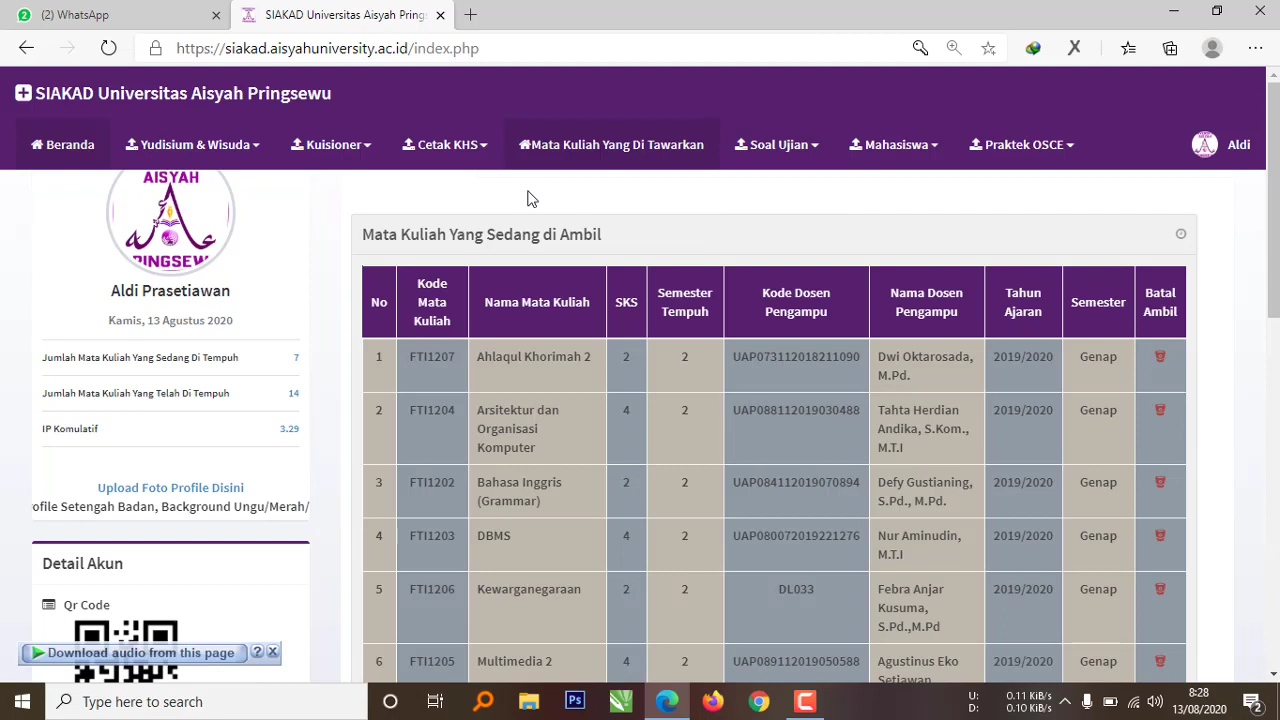 (2) WhatsApp
SIAKAD Universitas Aisyah Pring
https://siakad.aisyahuniversity.ac.id/index.php
SIAKAD Universitas Aisyah Pringsewu
Beranda
Yudisium & Wisuda
Kuisioner
Cetak KHS
Mata Kuliah Yang Di Tawarkan
Soal Ujian
Mahasiswa
Praktek OSCE
Aldi
AISYAH
PRINGSEW
Aldi Prasetiawan
Kamis, 13 Agustus 2020
Jumlah Mata Kuliah Yang Sedang Di Tempuh 7
Jumlah Mata Kuliah Yang Telah Di Tempuh 14
IP Komulatif 3.29
Upload Foto Profile Disini
ofile Setengah Badan, Background Ungu/Merah/
Detail Akun
Qr Code
Download audio from this page ? X
Mata Kuliah Yang Sedang di Ambil
No Kode Mata Kuliah Nama Mata Kuliah SKS Semester Tempuh Kode Dosen Pengampu Nama Dosen Pengampu Tahun Ajaran Semester Batal Ambil
1 FTI1207 Ahlaqul Khorimah 2 2 2 UAP073112018211090 Dwi Oktarosada, M.Pd. 2019/2020 Genap
2 FTI1204 Arsitektur dan Organisasi Komputer 4 2 UAP088112019030488 Tahta Herdian Andika, S.Kom., M.T.I 2019/2020 Genap
3 FTI1202 Bahasa Inggris (Grammar) 2 2 UAP084112019070894 Defy Gustianing, S.Pd., M.Pd. 2019/2020 Genap
4 FTI1203 DBMS 4 2 UAP080072019221276 Nur Aminudin, M.T.I 2019/2020 Genap
5 FTI1206 Kewarganegaraan 2 2 DL033 Febra Anjar Kusuma, S.Pd.,M.Pd 2019/2020 Genap
6 FTI1205 Multimedia 2 4 2 UAP089112019050588 Agustinus Eko Setiawan 2019/2020 Genap
Type here to search
U: 0.11 KiB/s
D: 0.10 KiB/s
8:28
13/08/2020
2